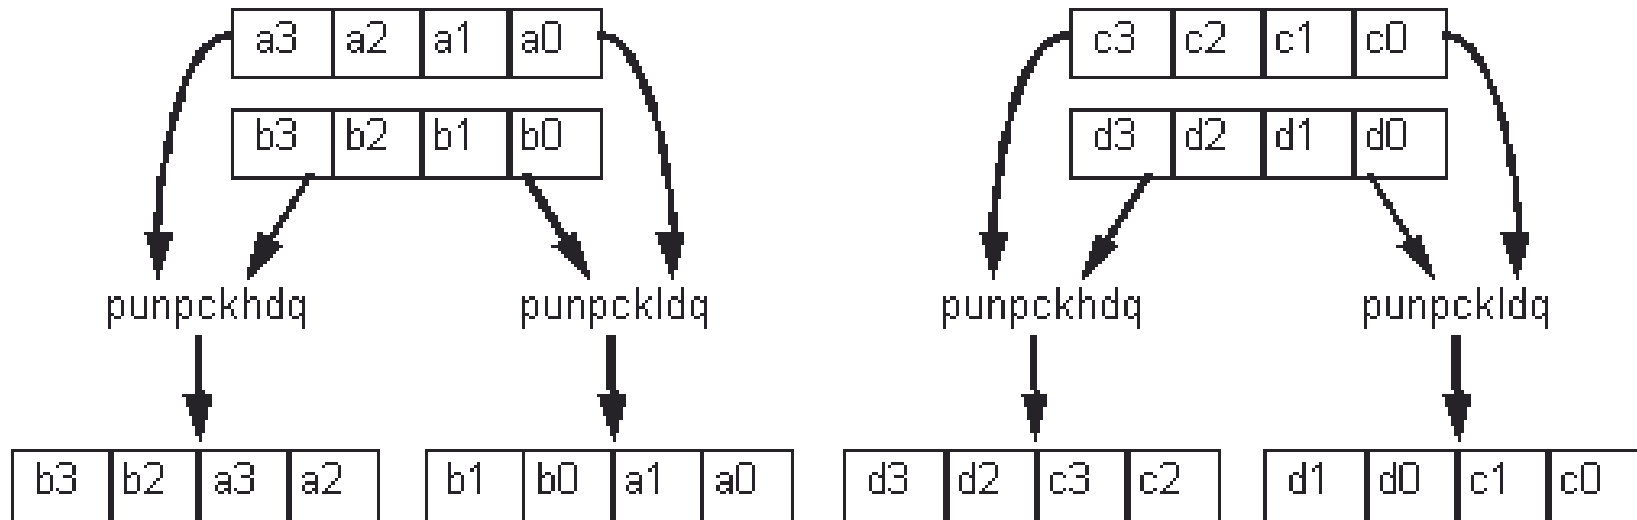 a3 a2 a1 a0 c3 c2 c1 c0
b3 b2 b1 b0 d3 d2 d1 d0
punpckhdq punpckldq punpckhdq punpckldq
b3 b2 a3 a2 b1 b0 a1 a0 d3 d2 c3 c2 d1 d0 c1 c0